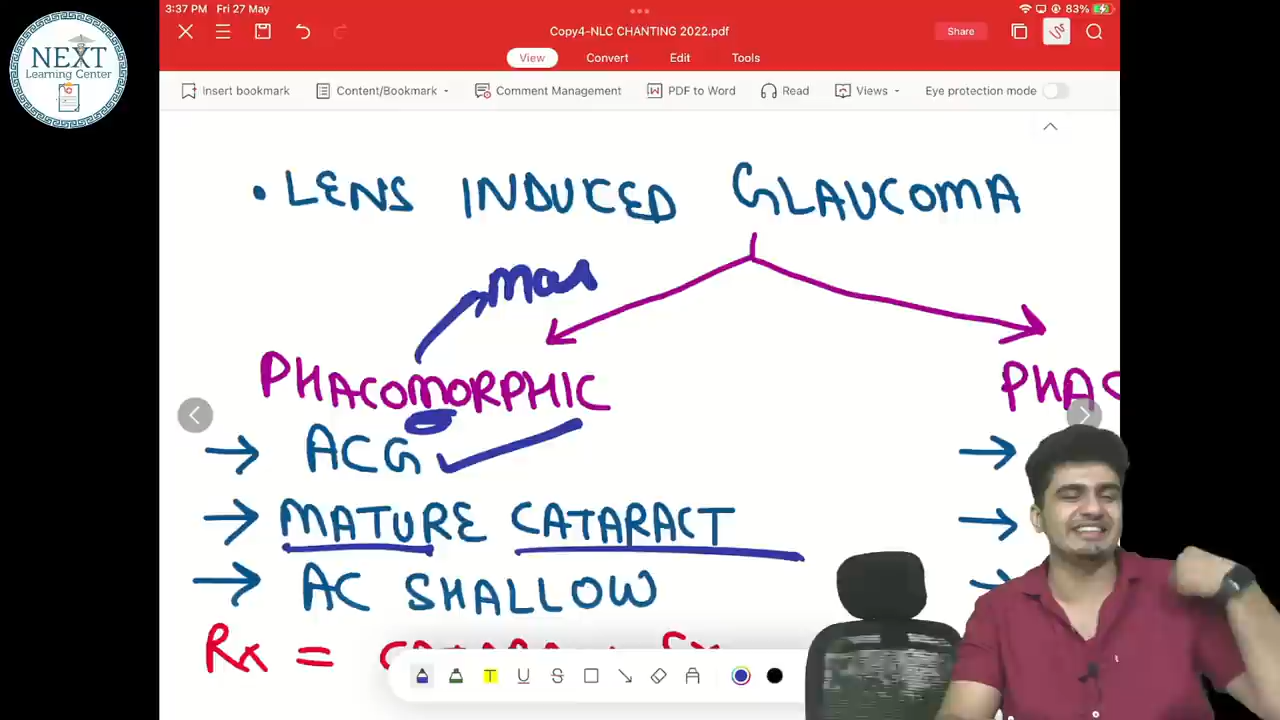 3:37 PM Fri 27 May
83%
NEXT
Learning Center
Copy4-NLC CHANTING 2022.pdf
Share
View Convert Edit Tools
Insert bookmark Content/Bookmark Comment Management PDF to Word Read Views Eye protection mode
• LENS INDUCED GLAUCOMA
PHACOMORPHIC
PHAC
→ ACG
→ MATURE CATARACT
→ AC SHALLOW
Rx =
T U S A